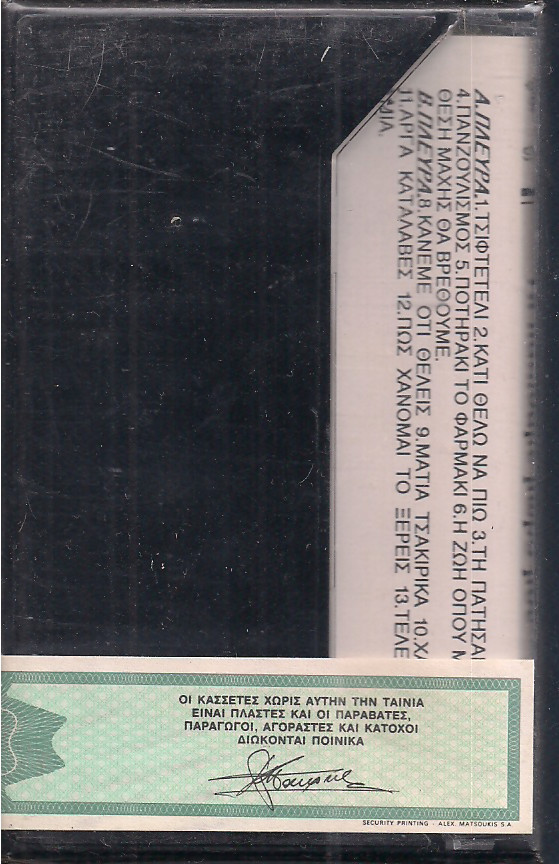 Α.ΠΛΕΥΡΑ.1.ΤΣΙΦΤΕΤΕΛΙ 2.ΚΑΤΙ ΘΕΛΩ ΝΑ ΠΙΩ 3.ΤΗ ΠΑΤΗΣΑ
4.ΠΑΝΖΟΥΛΙΣΜΟΣ 5.ΠΟΤΗΡΑΚΙ ΤΟ ΦΑΡΜΑΚΙ 6.Η ΖΩΗ ΟΠΟΥ Μ
ΘΕΣΗ ΜΑΧΗΣ ΘΑ ΒΡΕΘΟΥΜΕ.
Β.ΠΛΕΥΡΑ.8.ΚΑΝΕΜΕ ΟΤΙ ΘΕΛΕΙΣ 9.ΜΑΤΙΑ ΤΣΑΚΙΡΙΚΑ 10.ΧΑ
11.ΑΡΓΑ ΚΑΤΑΛΑΒΕΣ 12.ΠΩΣ ΧΑΝΟΜΑΙ ΤΟ ΞΕΡΕΙΣ 13.ΤΕΛΕ
ΟΙ ΚΑΣΣΕΤΕΣ ΧΩΡΙΣ ΑΥΤΗΝ ΤΗΝ ΤΑΙΝΙΑ
ΕΙΝΑΙ ΠΛΑΣΤΕΣ ΚΑΙ ΟΙ ΠΑΡΑΒΑΤΕΣ,
ΠΑΡΑΓΩΓΟΙ, ΑΓΟΡΑΣΤΕΣ ΚΑΙ ΚΑΤΟΧΟΙ
ΔΙΩΚΟΝΤΑΙ ΠΟΙΝΙΚΑ
SECURITY PRINTING - ALEX. MATSOUKIS S.A